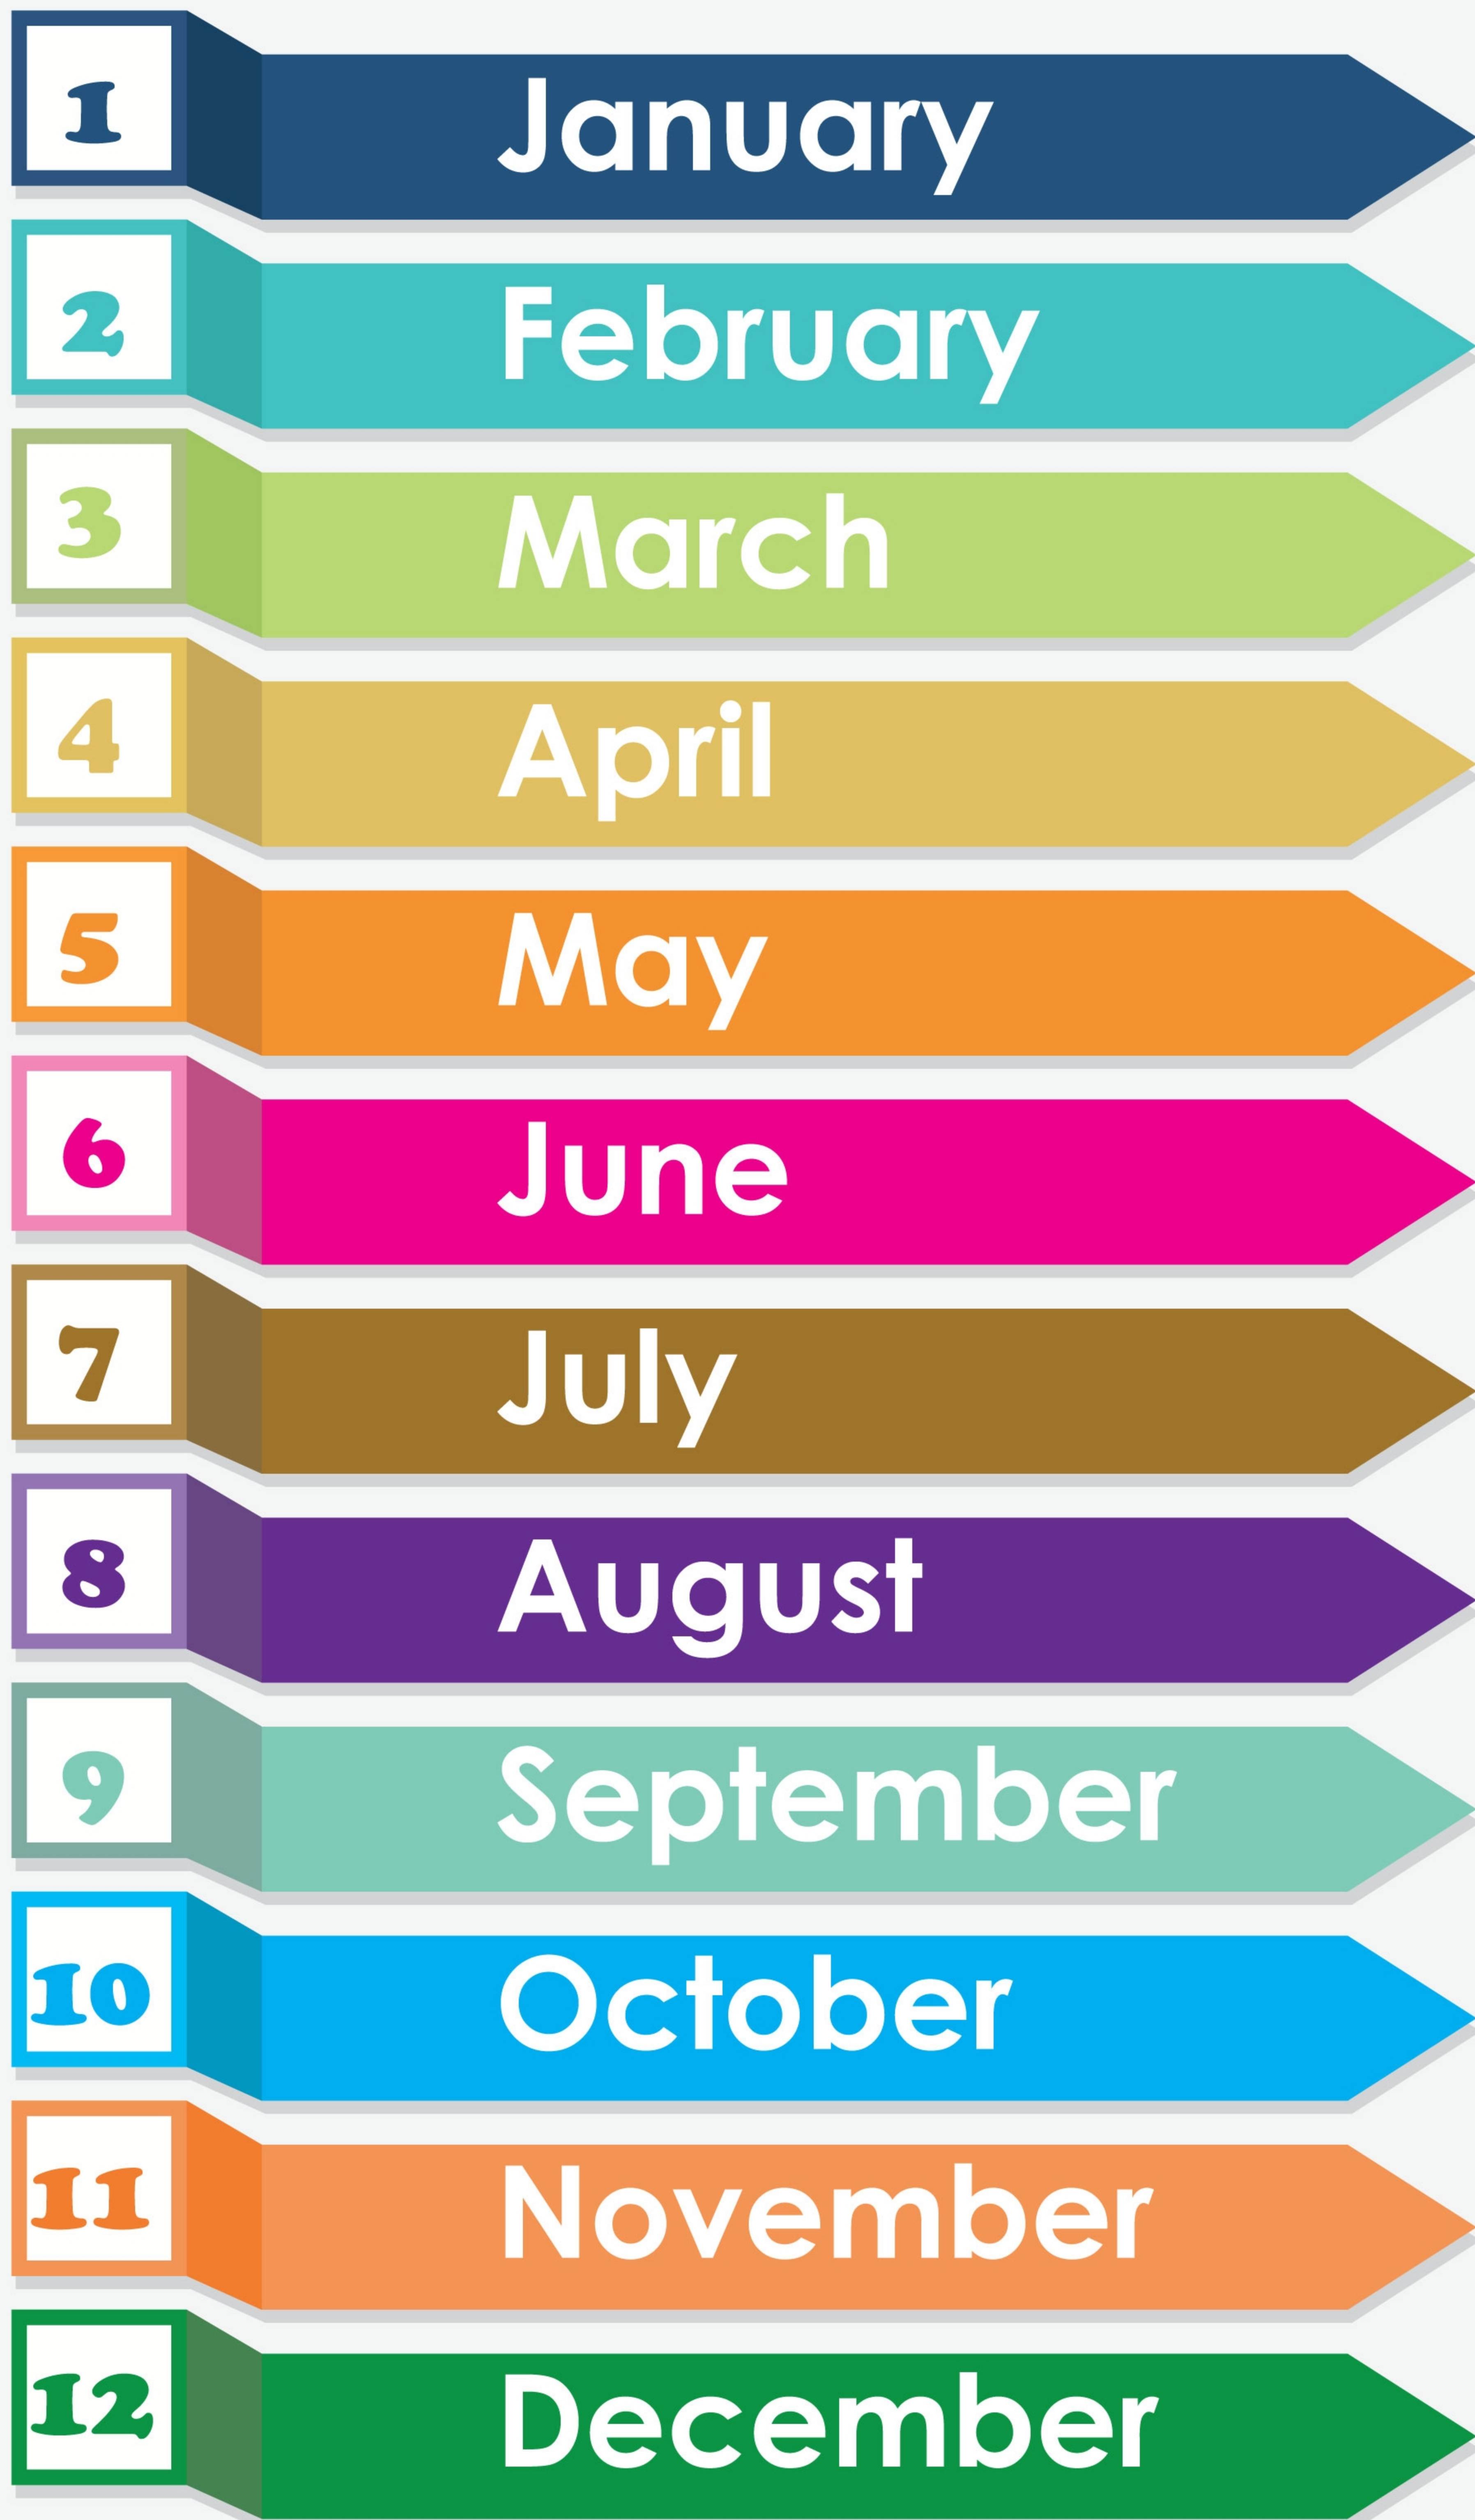 1 January
2 February
3 March
4 April
5 May
6 June
7 July
8 August
9 September
10 October
11 November
12 December